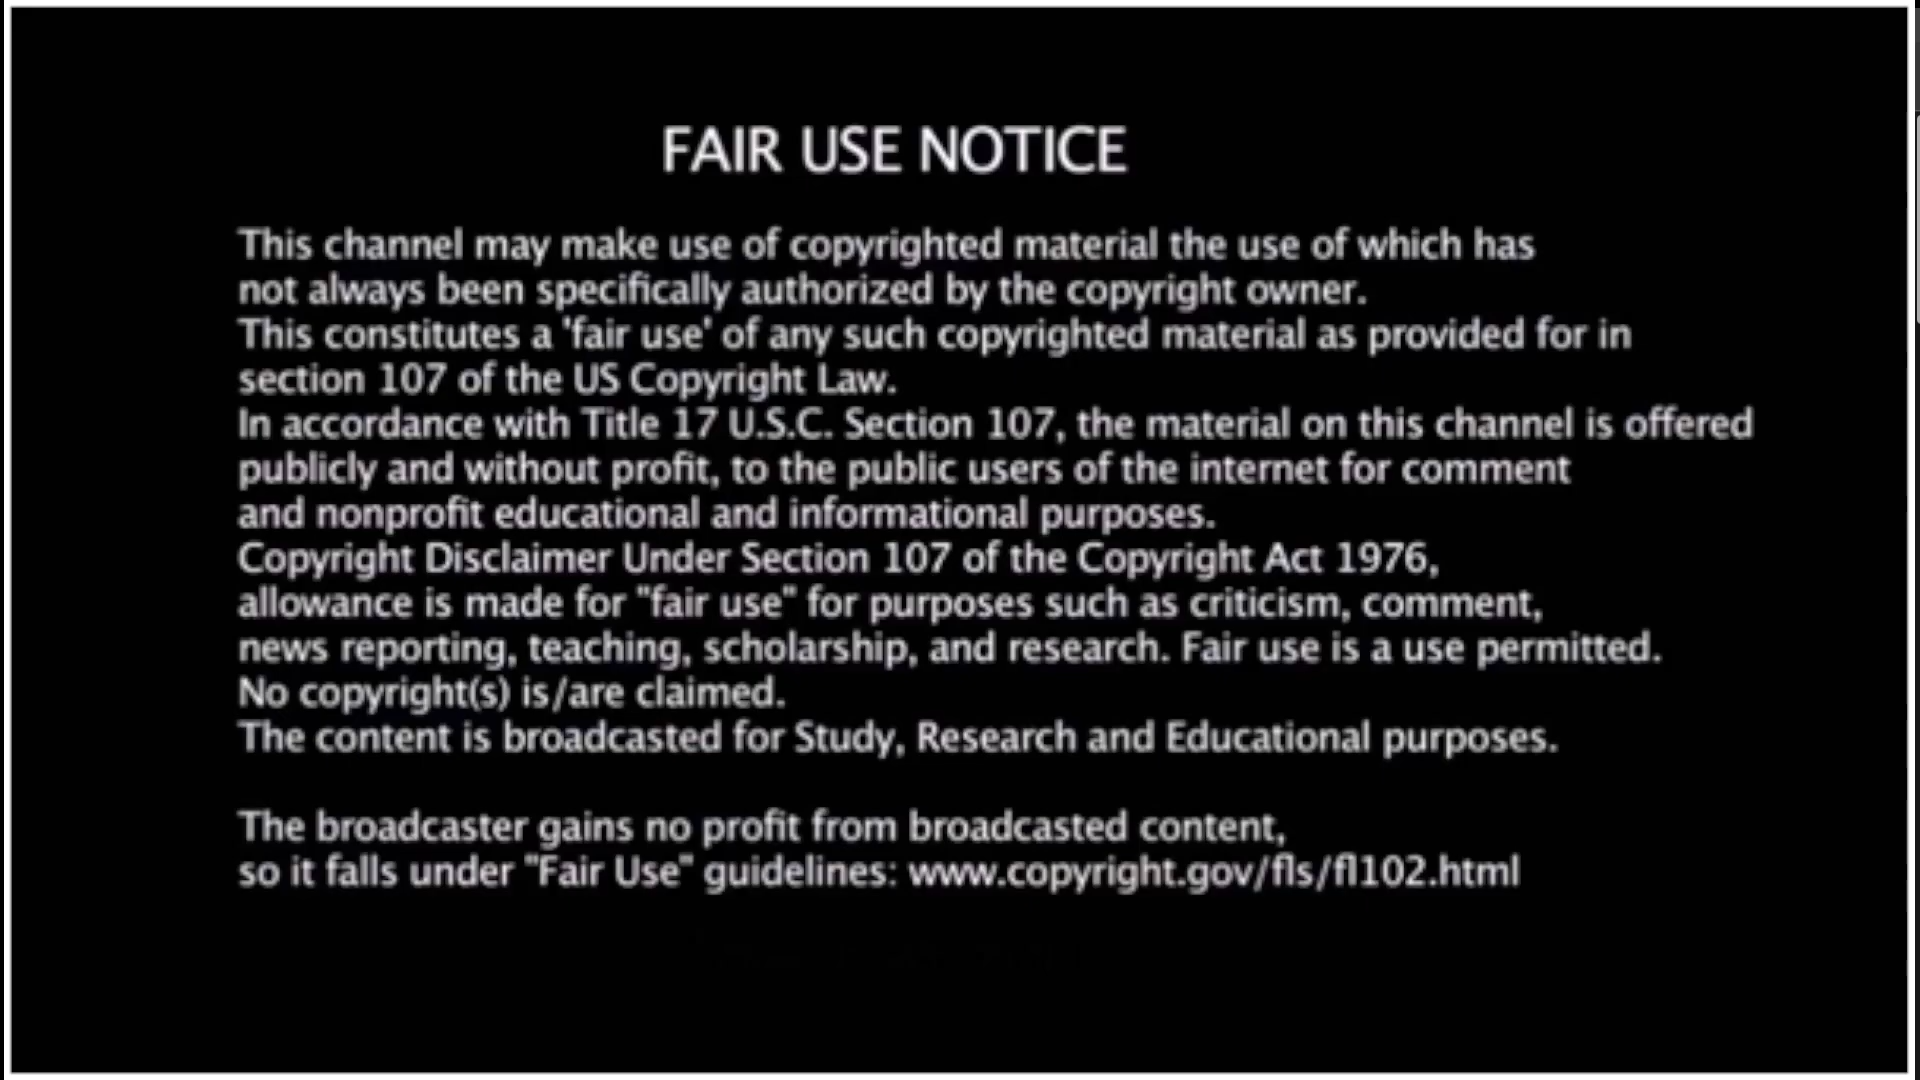 FAIR USE NOTICE
This channel may make use of copyrighted material the use of which has
not always been specifically authorized by the copyright owner.
This constitutes a 'fair use' of any such copyrighted material as provided for in
section 107 of the US Copyright Law.
In accordance with Title 17 U.S.C. Section 107, the material on this channel is offered
publicly and without profit, to the public users of the internet for comment
and nonprofit educational and informational purposes.
Copyright Disclaimer Under Section 107 of the Copyright Act 1976,
allowance is made for "fair use" for purposes such as criticism, comment,
news reporting, teaching, scholarship, and research. Fair use is a use permitted.
No copyright(s) is/are claimed.
The content is broadcasted for Study, Research and Educational purposes.
The broadcaster gains no profit from broadcasted content,
so it falls under "Fair Use" guidelines: www.copyright.gov/fls/fl102.html